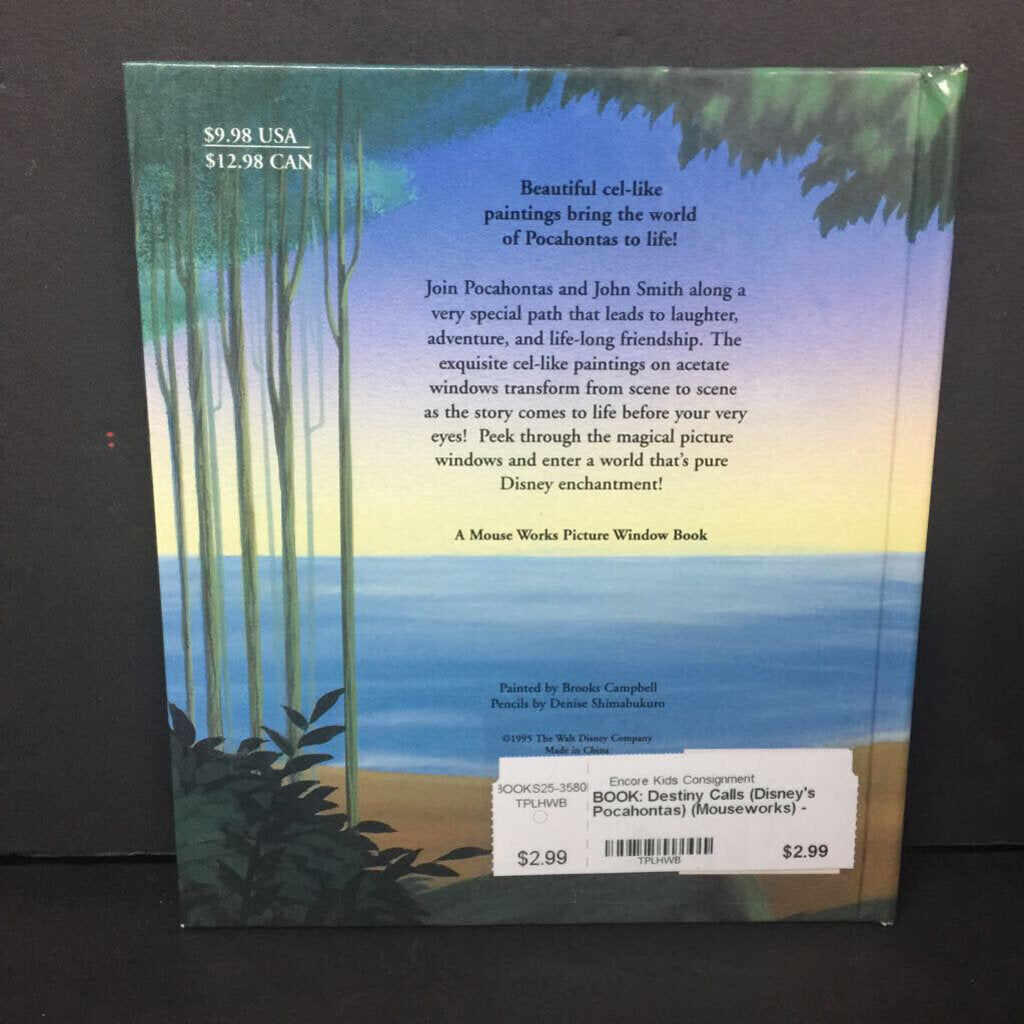 $9.98 USA
$12.98 CAN
Beautiful cel-like
paintings bring the world
of Pocahontas to life!
Join Pocahontas and John Smith along a
very special path that leads to laughter,
adventure, and life-long friendship. The
exquisite cel-like paintings on acetate
windows transform from scene to scene
as the story comes to life before your very
eyes! Peek through the magical picture
windows and enter a world that's pure
Disney enchantment!
A Mouse Works Picture Window Book
Painted by Brooks Campbell
Pencils by Denise Shimabukuro
©1995 The Walt Disney Company
Made in China
BOOKS25-3580
TPLHWB
$2.99
Encore Kids Consignment
BOOK: Destiny Calls (Disney's
Pocahontas) (Mouseworks) -
TPLHWB
$2.99